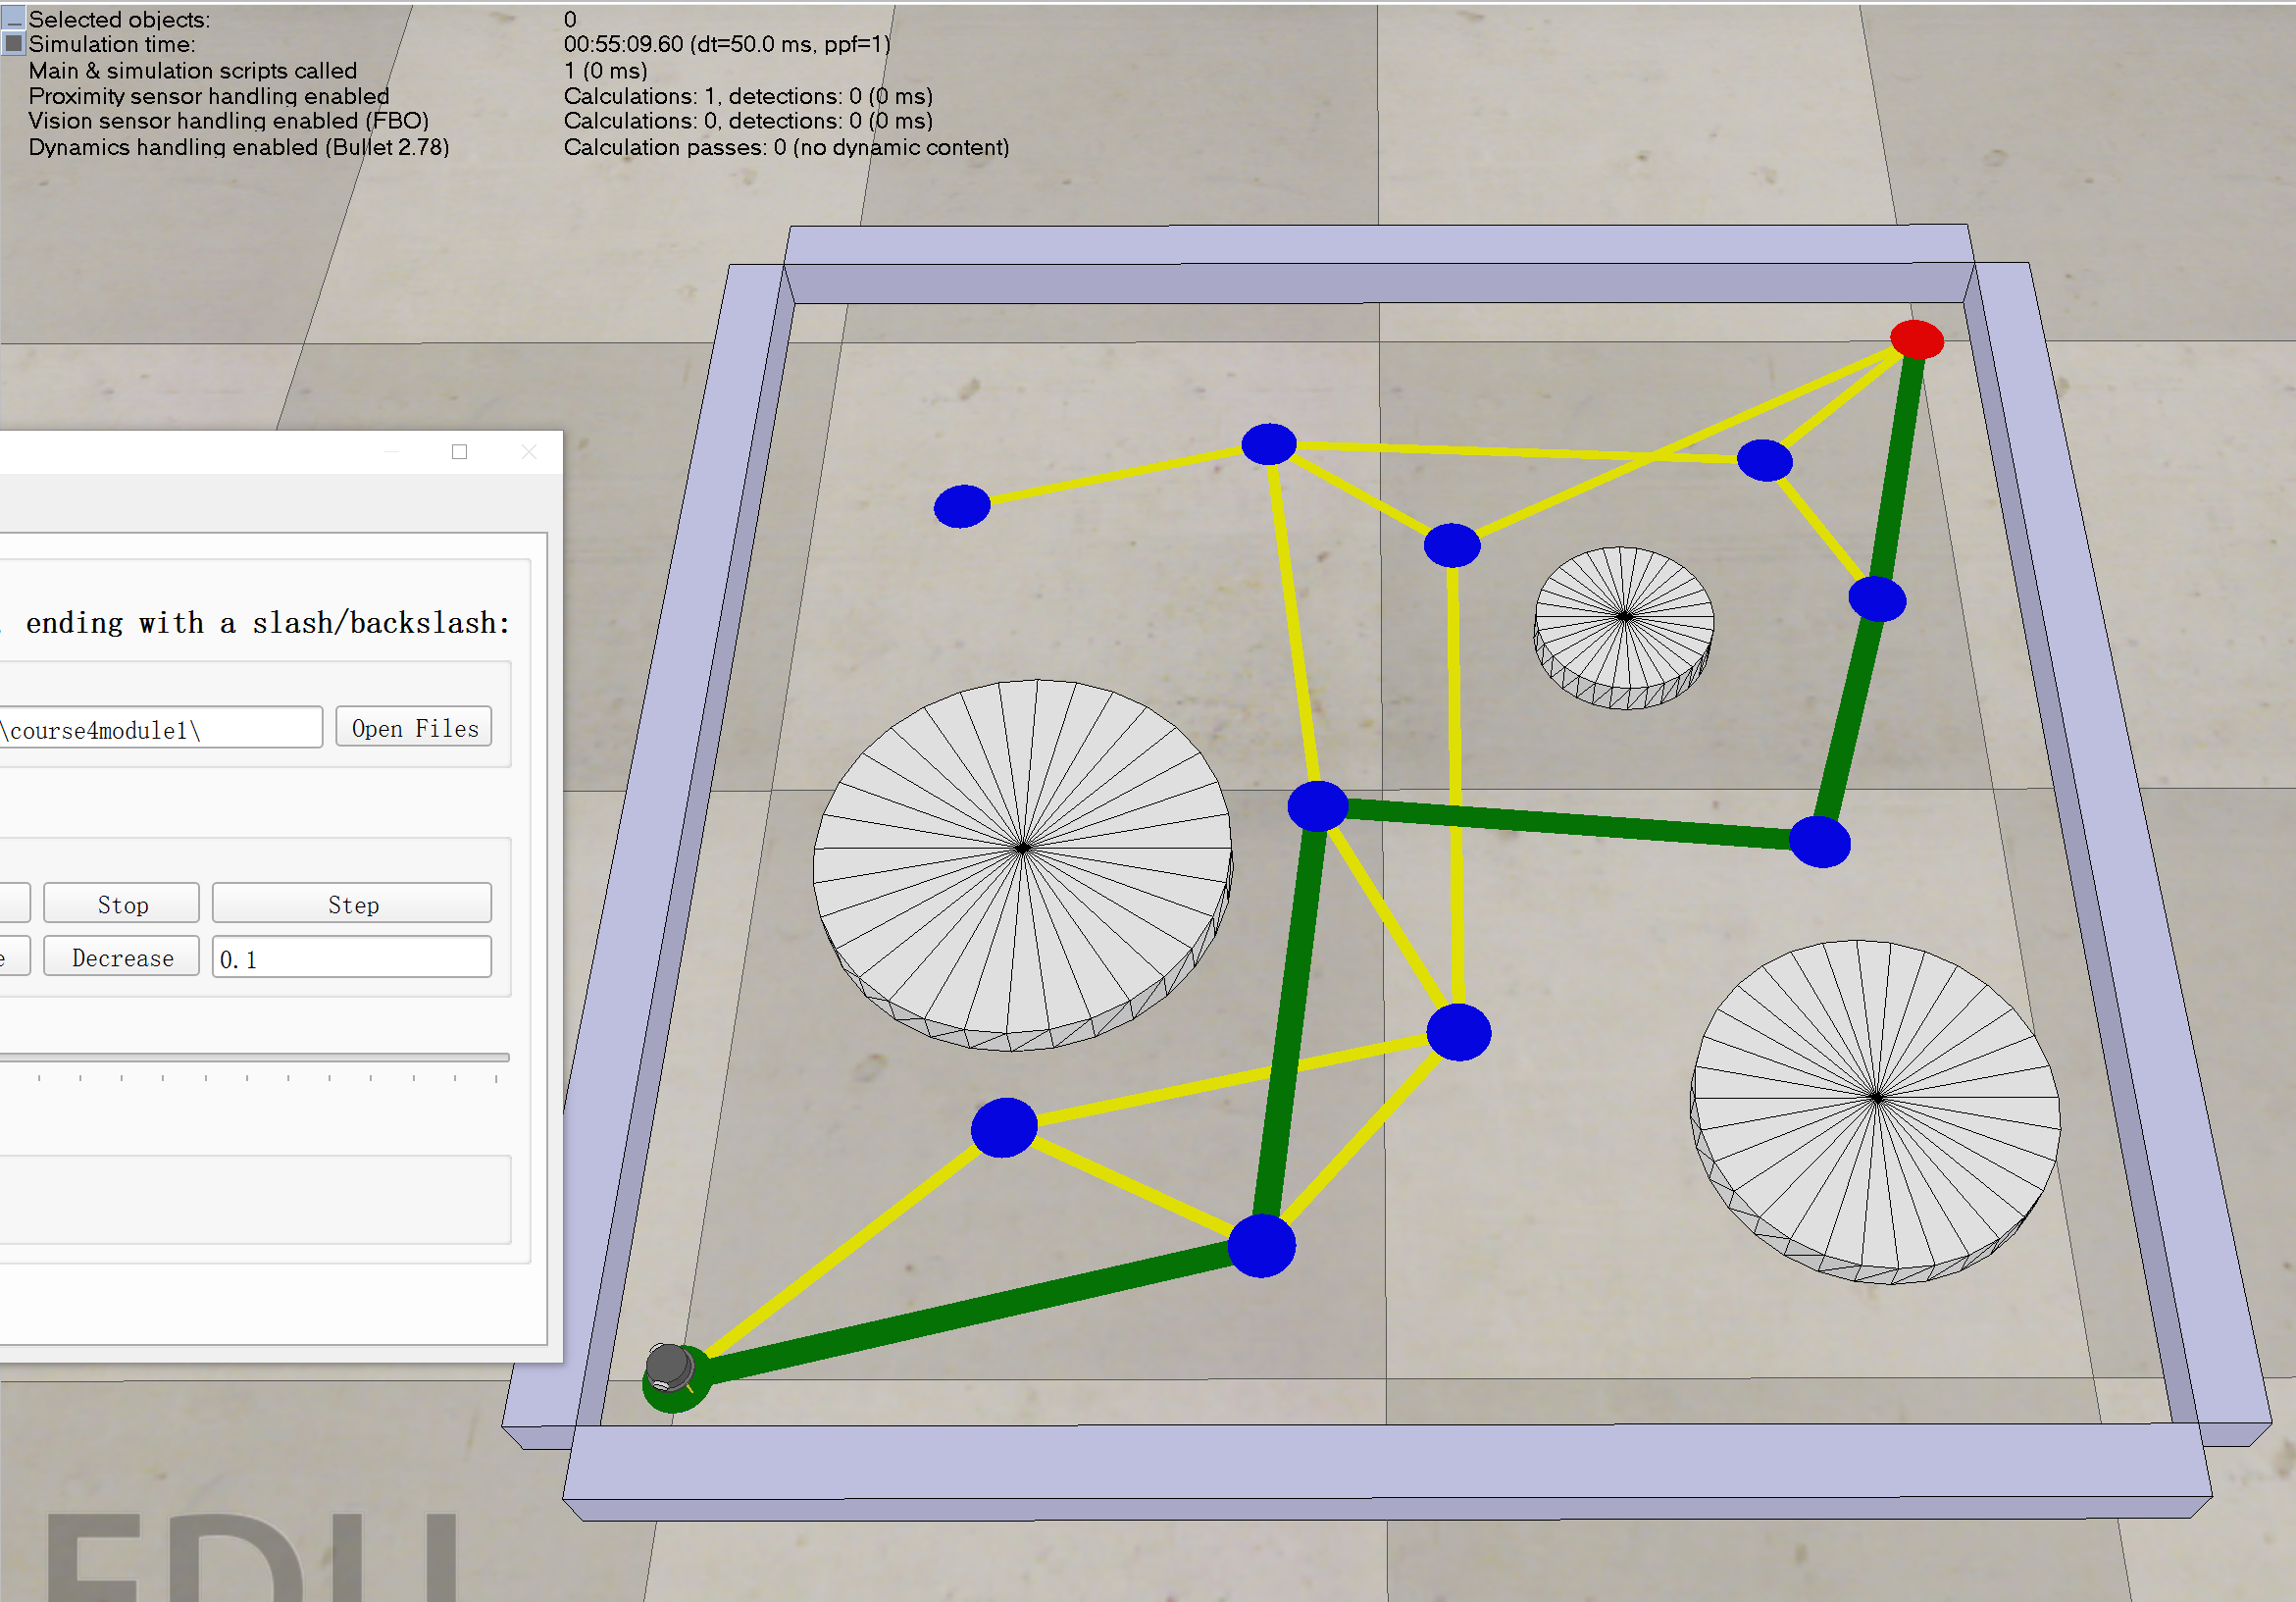 Selected objects: 0
Simulation time: 00:55:09.60 (dt=50.0 ms, ppf=1)
Main & simulation scripts called 1 (0 ms)
Proximity sensor handling enabled Calculations: 1, detections: 0 (0 ms)
Vision sensor handling enabled (FBO) Calculations: 0, detections: 0 (0 ms)
Dynamics handling enabled (Bullet 2.78) Calculation passes: 0 (no dynamic content)
ending with a slash/backslash:
\course4module1\ Open Files
Stop Step
Decrease 0.1
EDU